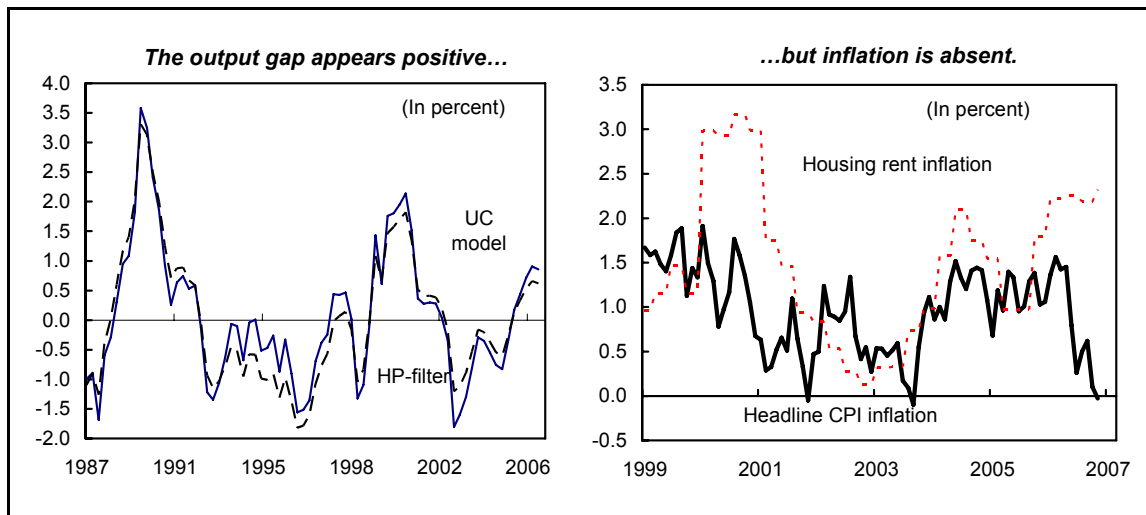 The output gap appears positive…
(In percent)
4.0
3.5
3.0
2.5
2.0
1.5
1.0
0.5
0.0
-0.5
-1.0
-1.5
-2.0
UC
model
HP-filter
1987 1991 1995 1998 2002 2006
…but inflation is absent.
(In percent)
3.5
3.0
2.5
2.0
1.5
1.0
0.5
0.0
-0.5
Housing rent inflation
Headline CPI inflation
1999 2001 2003 2005 2007